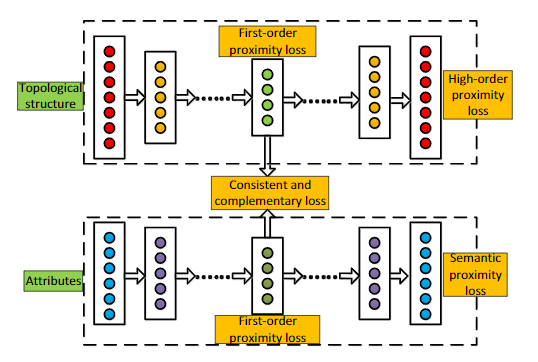 First-order
proximity loss
Topological
structure
High-order
proximity
loss
Consistent and
complementary loss
Attributes
Semantic
proximity
loss
First-order
proximity loss